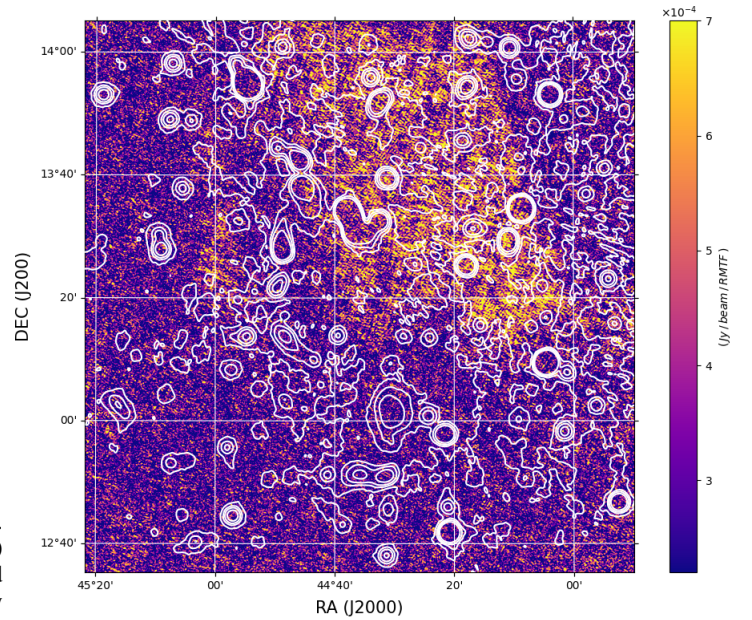 ×10⁻⁴
7
14°00'
6
13°40'
5
DEC (J200)
20'
(Jy / beam / RMTF)
4
00'
3
12°40'
45°20' 00' 44°40' 20' 00'
RA (J2000)